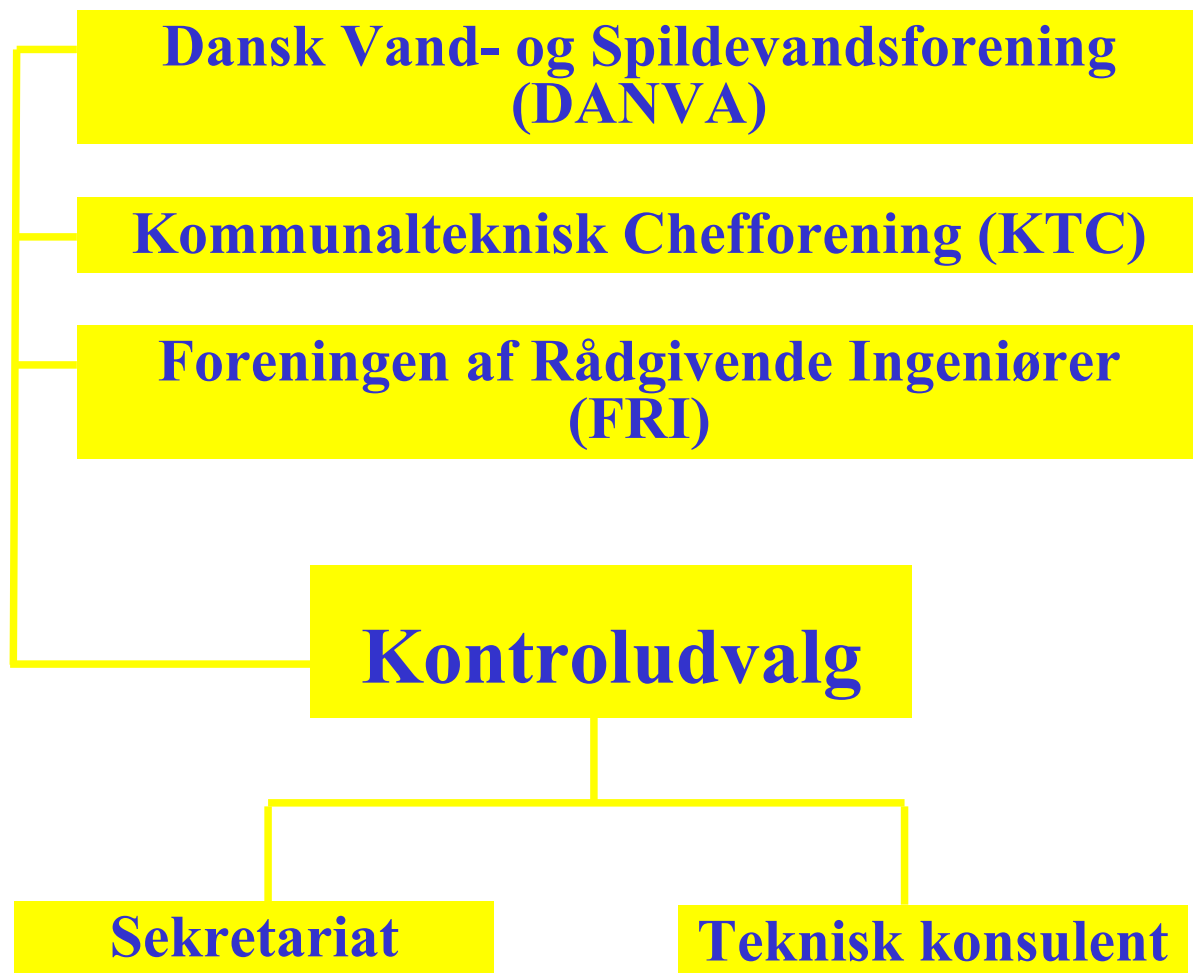 Dansk Vand- og Spildevandsforening
(DANVA)
Kommunalteknisk Chefforening (KTC)
Foreningen af Rådgivende Ingeniører
(FRI)
Kontroludvalg
Sekretariat
Teknisk konsulent